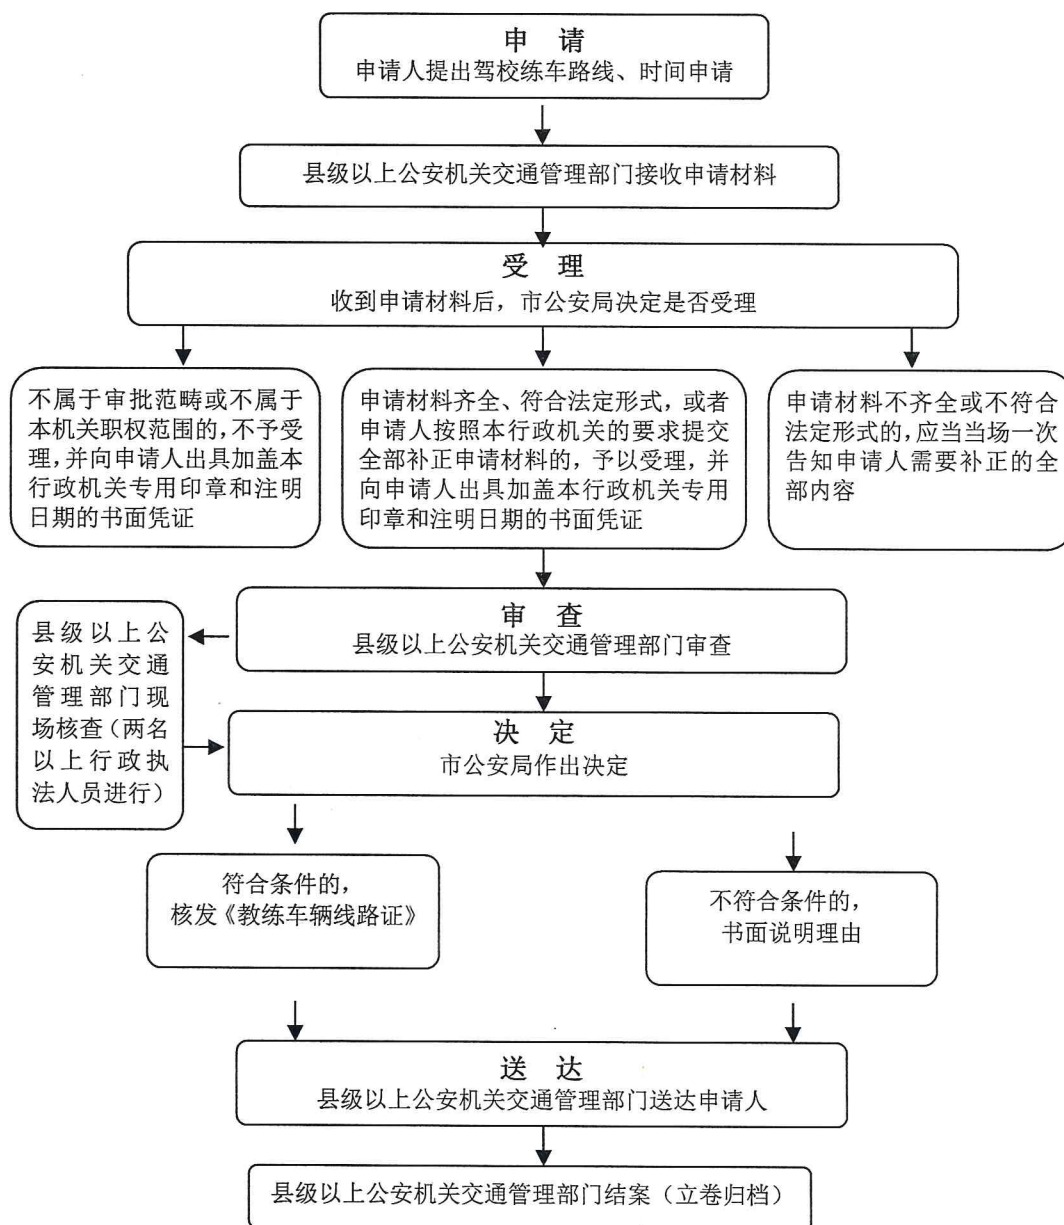 申 请
申请人提出驾校练车路线、时间申请
县级以上公安机关交通管理部门接收申请材料
受 理
收到申请材料后，市公安局决定是否受理
不属于审批范畴或不属于
本机关职权范围的，不予受
理，并向申请人出具加盖本
行政机关专用印章和注明
日期的书面凭证
申请材料齐全、符合法定形式，或者
申请人按照本行政机关的要求提交
全部补正申请材料的，予以受理，并
向申请人出具加盖本行政机关专用
印章和注明日期的书面凭证
申请材料不齐全或不符合
法定形式的，应当当场一次
告知申请人需要补正的全
部内容
审 查
县级以上公安机关交通管理部门审查
县级以上公
安机关交通
管理部门现
场核查（两名
以上行政执
法人员进行）
决 定
市公安局作出决定
符合条件的，
核发《教练车辆线路证》
不符合条件的，
书面说明理由
送 达
县级以上公安机关交通管理部门送达申请人
县级以上公安机关交通管理部门结案（立卷归档）